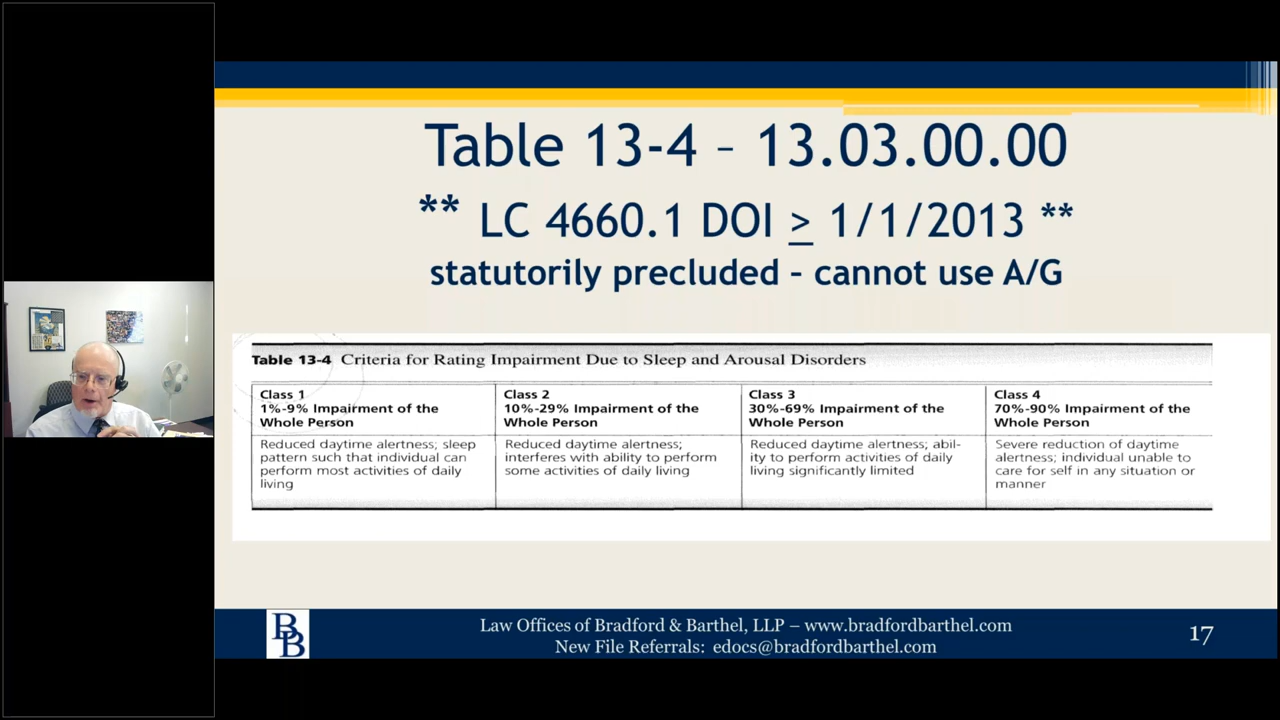 Table 13-4 – 13.03.00.00
** LC 4660.1 DOI > 1/1/2013 **
statutorily precluded – cannot use A/G
Table 13-4 Criteria for Rating Impairment Due to Sleep and Arousal Disorders
Class 1
1%-9% Impairment of the
Whole Person
Reduced daytime alertness; sleep
pattern such that individual can
perform most activities of daily
living
Class 2
10%-29% Impairment of the
Whole Person
Reduced daytime alertness;
interferes with ability to perform
some activities of daily living
Class 3
30%-69% Impairment of the
Whole Person
Reduced daytime alertness; abil-
ity to perform activities of daily
living significantly limited
Class 4
70%-90% Impairment of the
Whole Person
Severe reduction of daytime
alertness; individual unable to
care for self in any situation or
manner
BB
Law Offices of Bradford & Barthel, LLP – www.bradfordbarthel.com
New File Referrals: edocs@bradfordbarthel.com
17